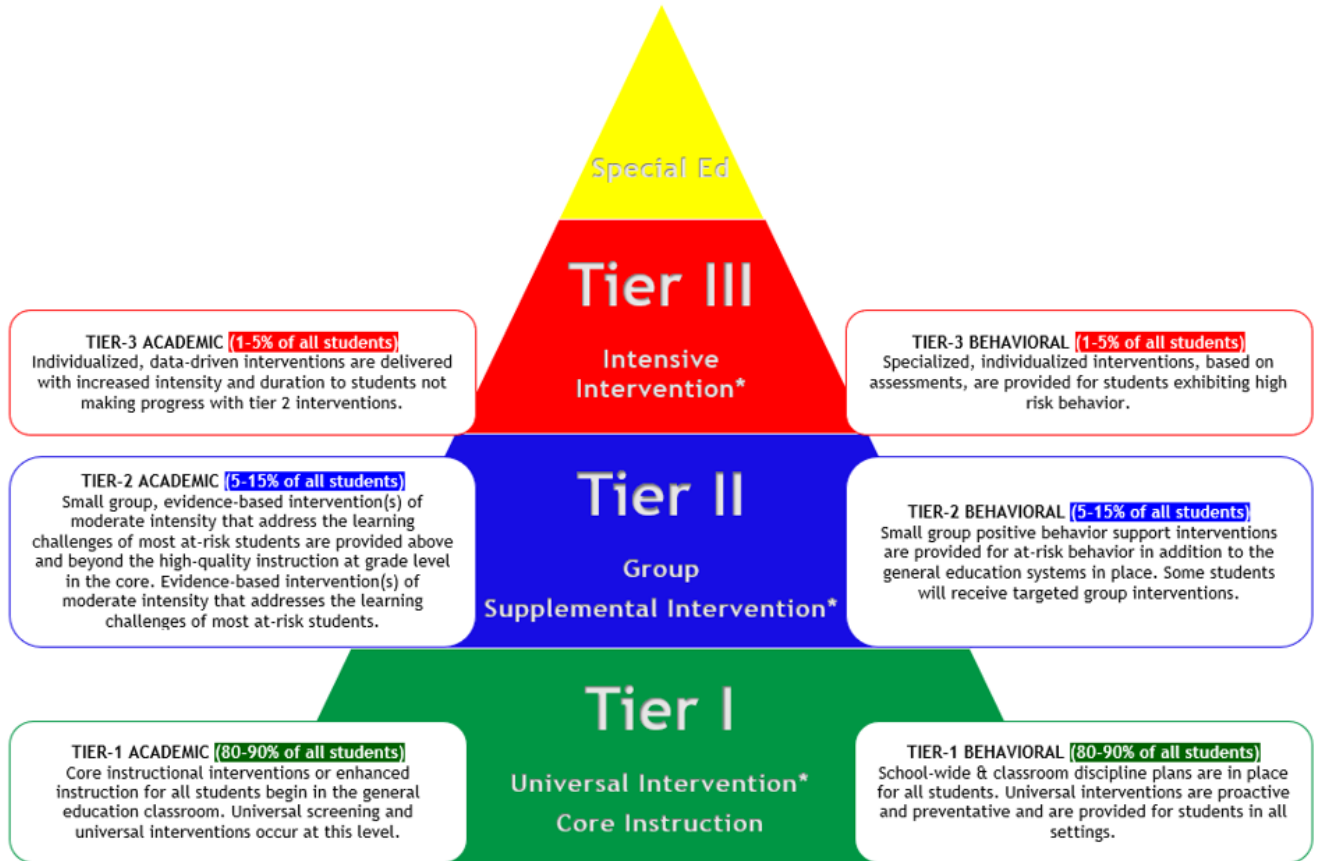 Special Ed
Tier III
Intensive
Intervention*
TIER-3 ACADEMIC (1-5% of all students)
Individualized, data-driven interventions are delivered
with increased intensity and duration to students not
making progress with tier 2 interventions.
TIER-3 BEHAVIORAL (1-5% of all students)
Specialized, individualized interventions, based on
assessments, are provided for students exhibiting high
risk behavior.
Tier II
Group
Supplemental Intervention*
TIER-2 ACADEMIC (5-15% of all students)
Small group, evidence-based intervention(s) of
moderate intensity that address the learning
challenges of most at-risk students are provided above
and beyond the high-quality instruction at grade level
in the core. Evidence-based intervention(s) of
moderate intensity that addresses the learning
challenges of most at-risk students.
TIER-2 BEHAVIORAL (5-15% of all students)
Small group positive behavior support interventions
are provided for at-risk behavior in addition to the
general education systems in place. Some students
will receive targeted group interventions.
Tier I
Universal Intervention*
Core Instruction
TIER-1 ACADEMIC (80-90% of all students)
Core instructional interventions or enhanced
instruction for all students begin in the general
education classroom. Universal screening and
universal interventions occur at this level.
TIER-1 BEHAVIORAL (80-90% of all students)
School-wide & classroom discipline plans are in place
for all students. Universal interventions are proactive
and preventative and are provided for students in all
settings.